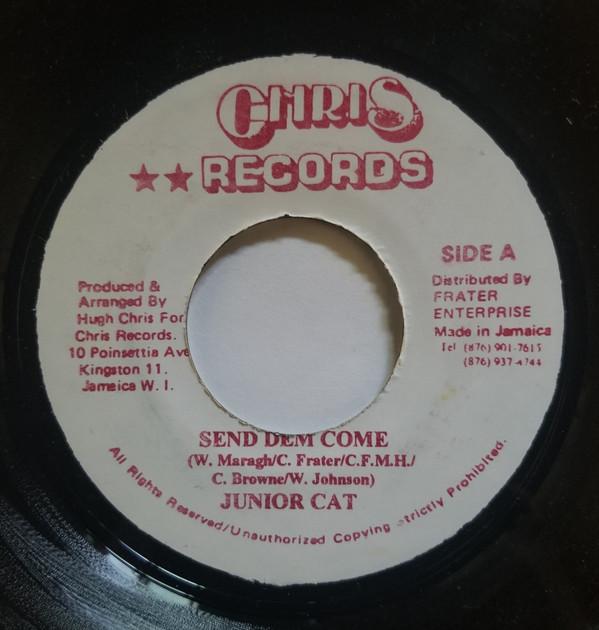 CHRIS
★★ RECORDS
SIDE A
Produced &
Arranged By
Hugh Chris For
Chris Records.
10 Poinsettia Ave
Kingston 11.
Jamaica W. I.
Distributed By
FRATER
ENTERPRISE
Made in Jamaica
Tel (876) 901-7615
(876) 937-4744
SEND DEM COME
(W. Maragh/C. Frater/C.F.M.H./
C. Browne/W. Johnson)
JUNIOR CAT
All Rights Reserved/Unauthorized Copying strictly Prohibited.